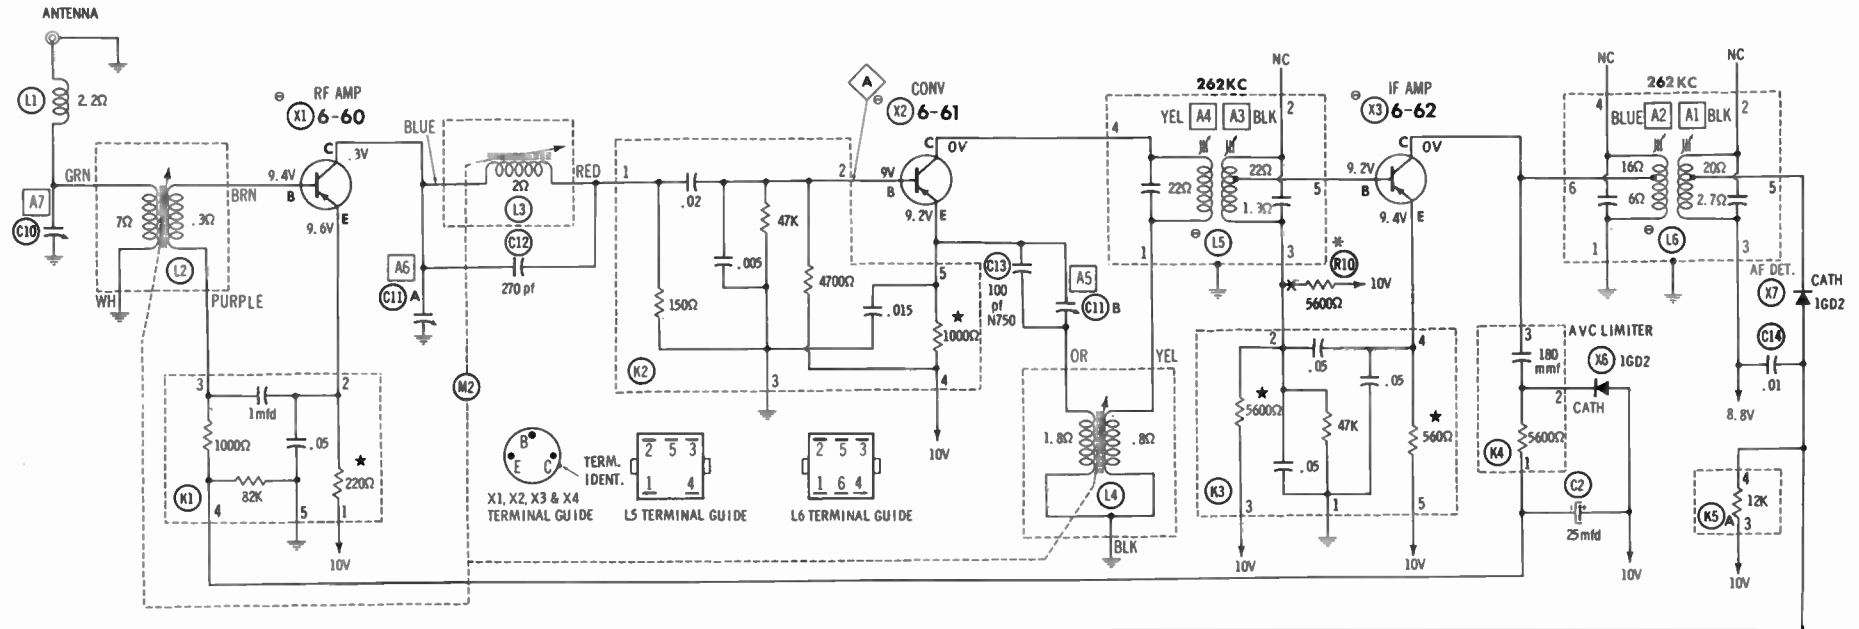 ANTENNA
L1
2.2Ω
GRN
A7
C10
7Ω
.3Ω
L2
WH
BRN
PURPLE
⊖
X1
RF AMP
6-60
C
.3V
9.4V
B
9.6V
E
BLUE
2Ω
L3
RED
C12
270 pf
A6
C11 A
M2
3
2
1mfd
1000Ω
.05
82K
★
220Ω
K1
4
5
1
10V
1
.02
2
47K
.005
150Ω
4700Ω
.015
5
★
1000Ω
K2
3
4
10V
A
⊖
X2
CONV
6-61
C
0V
9V
B
9.2V
E
C13
100
pf
N750
A5
C11 B
OR
YEL
1.8Ω
.8Ω
L4
BLK
B
E
C
TERM.
IDENT.
X1, X2, X3 & X4
TERMINAL GUIDE
2 5 3
1 4
L5 TERMINAL GUIDE
2 5 3
1 6 4
L6 TERMINAL GUIDE
262KC
NC
4
YEL
A4
A3
BLK
2
22Ω
22Ω
1.3Ω
5
⊖
L5
1
3
*
R10
10V
5600Ω
⊖
X3
IF AMP
6-62
C
0V
9.2V
B
9.4V
E
2
4
.05
.05
★
5600Ω
47K
★
560Ω
.05
K3
3
1
5
10V
10V
NC
NC
262KC
4
BLUE
A2
A1
BLK
2
16Ω
20Ω
6
5
6Ω
2.7Ω
⊖
L6
1
3
AF DET.
X7
CATH
1GD2
C14
.01
8.8V
3
AVC LIMITER
180
mmf
X6
1GD2
2
CATH
5600Ω
K4
1
C2
25mfd
10V
4
12K
K5 A
3
10V